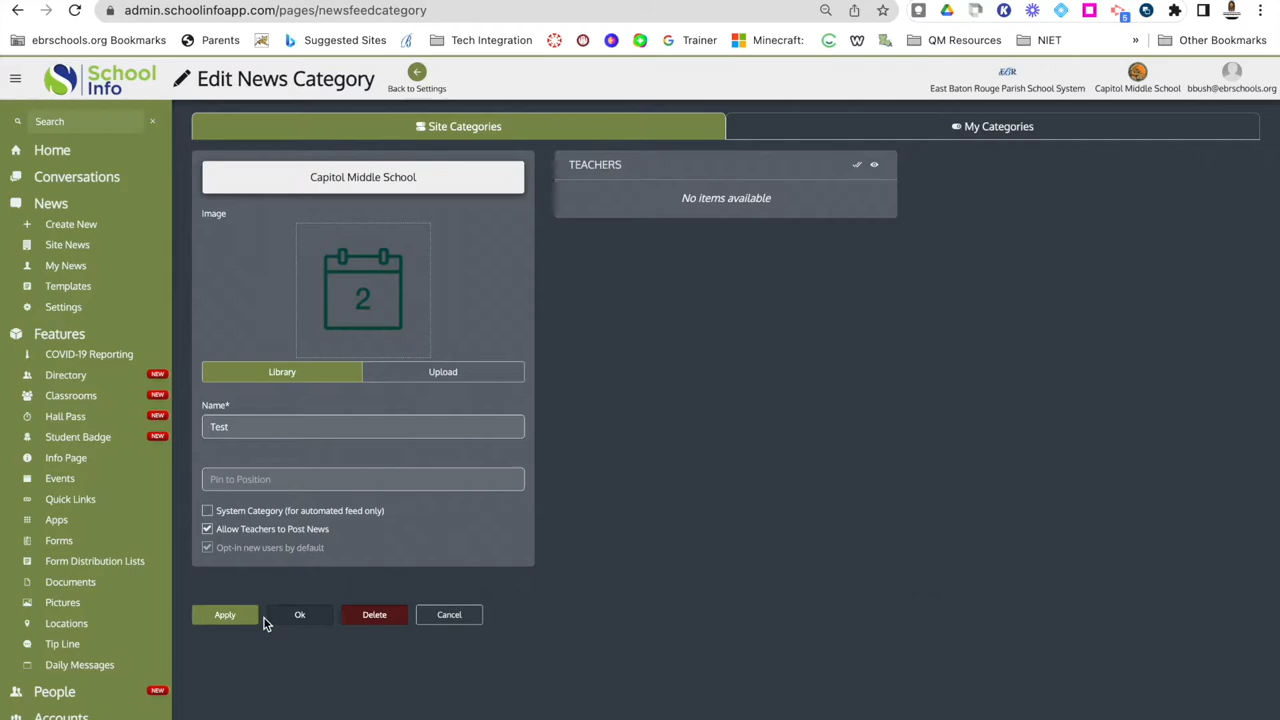 admin.schoolinfoapp.com/pages/newsfeedcategory
5
ebrschools.org Bookmarks
Parents
Suggested Sites
Tech Integration
Trainer
Minecraft:
QM Resources
NIET
»
Other Bookmarks
School
Info
Edit News Category
Back to Settings
EBR
East Baton Rouge Parish School System
Capitol Middle School
bbush@ebrschools.org
Search
Home
Conversations
News
Create New
Site News
My News
Templates
Settings
Features
COVID-19 Reporting
Directory NEW
Classrooms NEW
Hall Pass NEW
Student Badge NEW
Info Page
Events
Quick Links
Apps
Forms
Form Distribution Lists
Documents
Pictures
Locations
Tip Line
Daily Messages
People NEW
Accounts
Site Categories
My Categories
Capitol Middle School
Image
2
Library
Upload
Name*
Test
Pin to Position
System Category (for automated feed only)
Allow Teachers to Post News
Opt-in new users by default
Apply
Ok
Delete
Cancel
TEACHERS
No items available